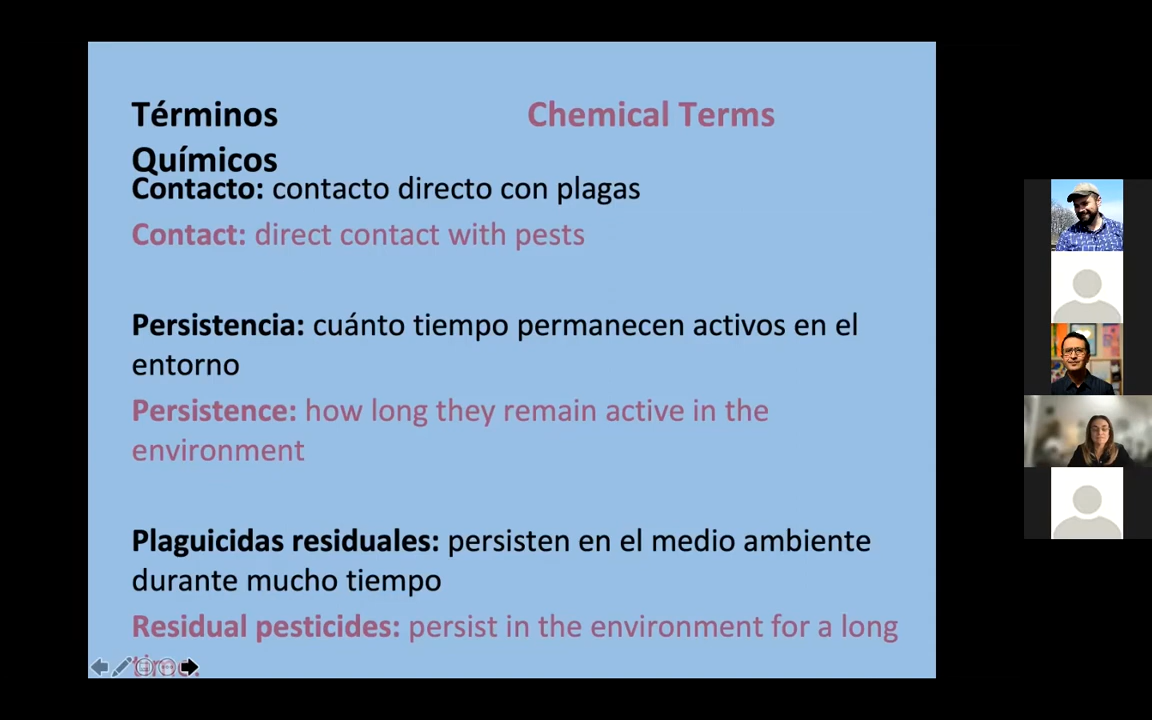 Términos Chemical Terms
Químicos
Contacto: contacto directo con plagas
Contact: direct contact with pests
Persistencia: cuánto tiempo permanecen activos en el
entorno
Persistence: how long they remain active in the
environment
Plaguicidas residuales: persisten en el medio ambiente
durante mucho tiempo
Residual pesticides: persist in the environment for a long
time.